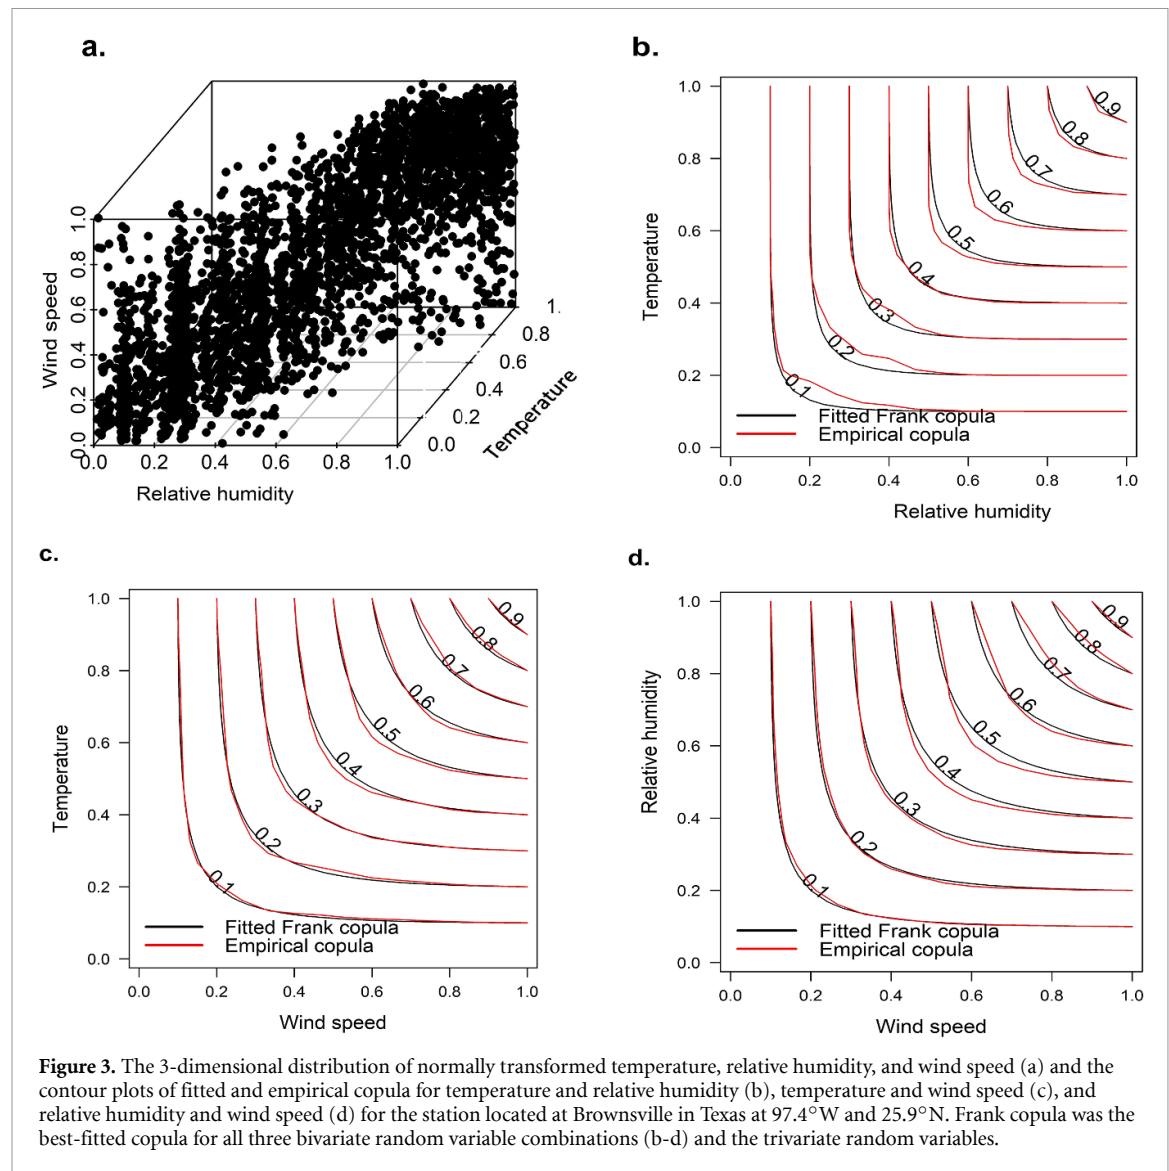 a.
1.0
0.8
0.6
0.4
0.2
0.0
Wind speed
0.0 0.2 0.4 0.6 0.8 1.0
Relative humidity
0.0
0.2
0.4
0.6
0.8
1.
Temperature
b.
1.0
0.8
0.6
0.4
0.2
0.0
Temperature
0.9
0.8
0.7
0.6
0.5
0.4
0.3
0.2
0.1
Fitted Frank copula
Empirical copula
0.0 0.2 0.4 0.6 0.8 1.0
Relative humidity
c.
1.0
0.8
0.6
0.4
0.2
0.0
Temperature
0.9
0.8
0.7
0.6
0.5
0.4
0.3
0.2
0.1
Fitted Frank copula
Empirical copula
0.0 0.2 0.4 0.6 0.8 1.0
Wind speed
d.
1.0
0.8
0.6
0.4
0.2
0.0
Relative humidity
0.9
0.8
0.7
0.6
0.5
0.4
0.3
0.2
0.1
Fitted Frank copula
Empirical copula
0.0 0.2 0.4 0.6 0.8 1.0
Wind speed
Figure 3. The 3-dimensional distribution of normally transformed temperature, relative humidity, and wind speed (a) and the
contour plots of fitted and empirical copula for temperature and relative humidity (b), temperature and wind speed (c), and
relative humidity and wind speed (d) for the station located at Brownsville in Texas at 97.4°W and 25.9°N. Frank copula was the
best-fitted copula for all three bivariate random variable combinations (b-d) and the trivariate random variables.